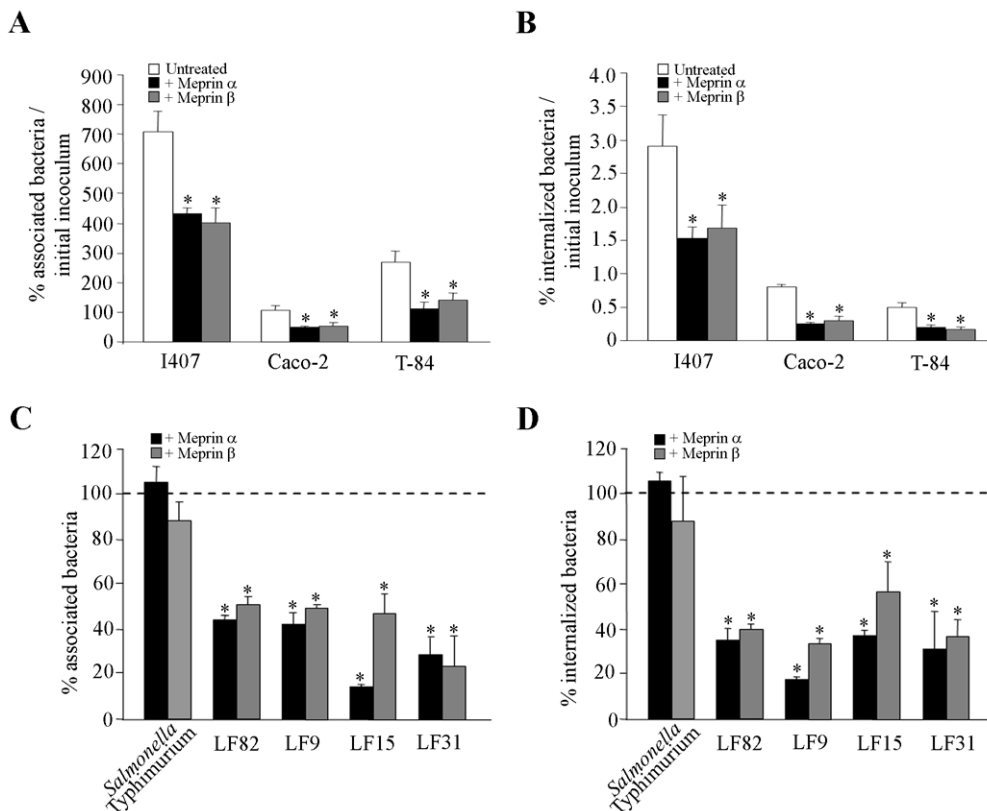 A
% associated bacteria /
initial incoculum
900
800
700
600
500
400
300
200
100
0
Untreated
+ Meprin α
+ Meprin β
* *
* *
* *
I407 Caco-2 T-84
B
% internalized bacteria /
initial inoculum
4.0
3.5
3.0
2.5
2.0
1.5
1.0
0.5
0
Untreated
+ Meprin α
+ Meprin β
* *
* *
* *
I407 Caco-2 T-84
C
% associated bacteria
120
100
80
60
40
20
0
+ Meprin α
+ Meprin β
* * * * * * * *
Salmonella
Typhimurium
LF82 LF9 LF15 LF31
D
% internalized bacteria
120
100
80
60
40
20
0
+ Meprin α
+ Meprin β
* * * * * * * *
Salmonella
Typhimurium
LF82 LF9 LF15 LF31